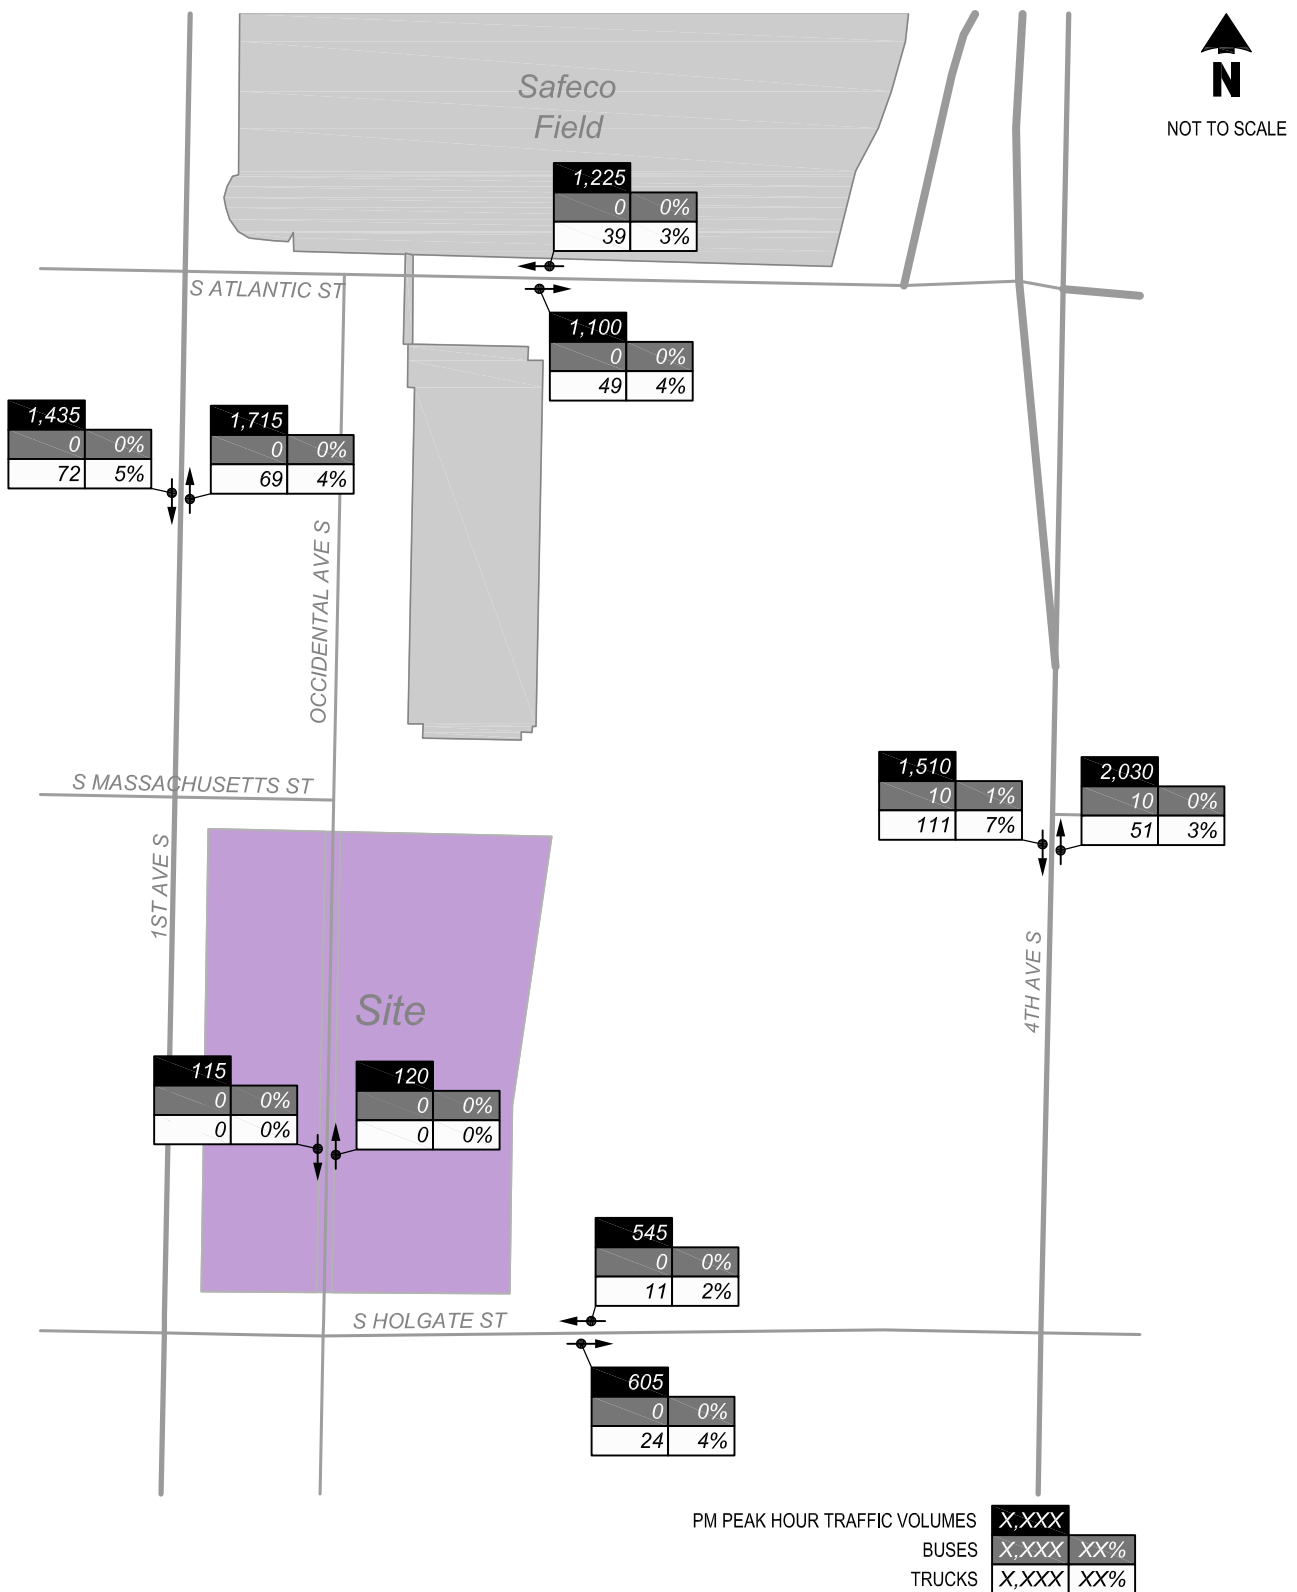 Safeco
Field
N
NOT TO SCALE
1,225
0 0%
39 3%
S ATLANTIC ST
1,100
0 0%
49 4%
1,435
0 0%
72 5%
1,715
0 0%
69 4%
OCCIDENTAL AVE S
S MASSACHUSETTS ST
1,510
10 1%
111 7%
2,030
10 0%
51 3%
1ST AVE S
4TH AVE S
Site
115
0 0%
0 0%
120
0 0%
0 0%
545
0 0%
11 2%
S HOLGATE ST
605
0 0%
24 4%
PM PEAK HOUR TRAFFIC VOLUMES X,XXX
BUSES X,XXX XX%
TRUCKS X,XXX XX%